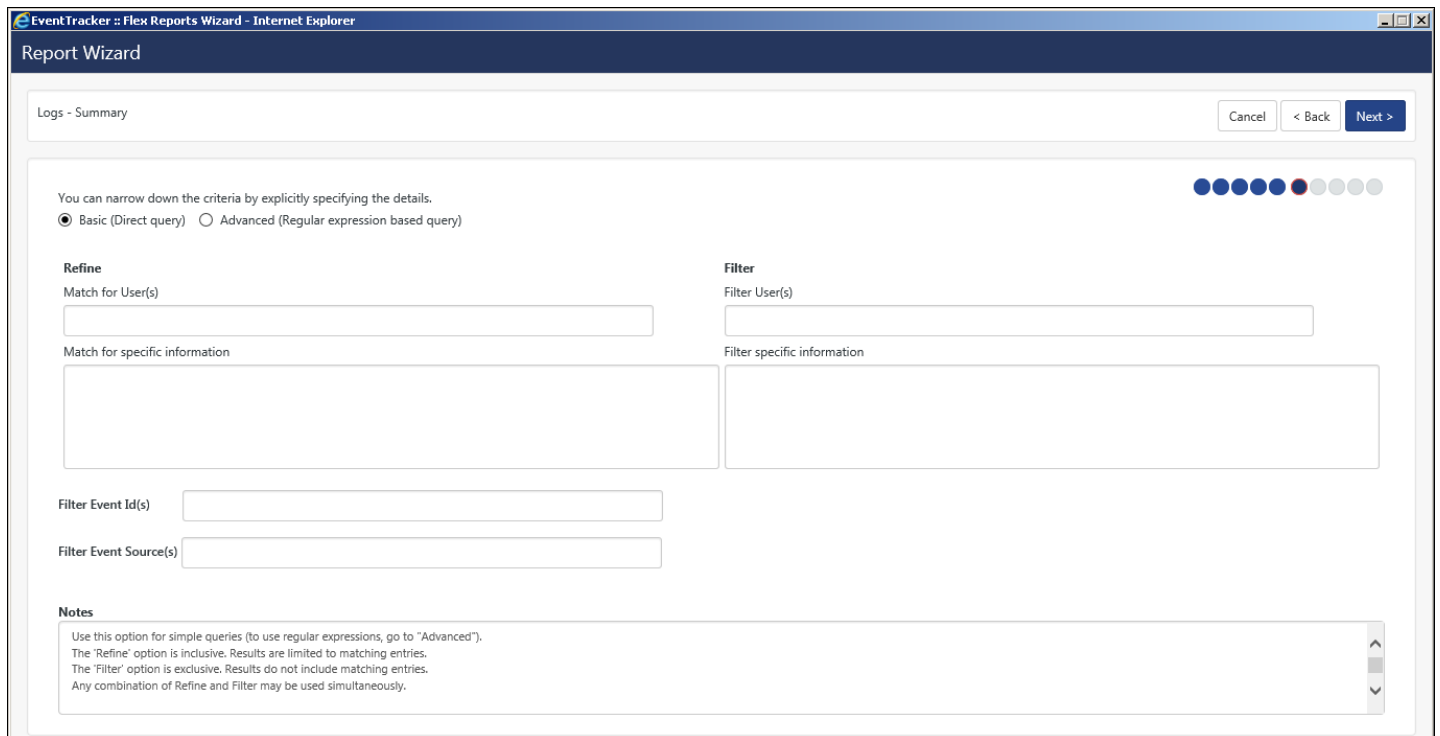 EventTracker :: Flex Reports Wizard - Internet Explorer
Report Wizard
Logs - Summary
Cancel
< Back
Next >
You can narrow down the criteria by explicitly specifying the details.
Basic (Direct query) Advanced (Regular expression based query)
Refine
Filter
Match for User(s)
Filter User(s)
Match for specific information
Filter specific information
Filter Event Id(s)
Filter Event Source(s)
Notes
Use this option for simple queries (to use regular expressions, go to "Advanced").
The 'Refine' option is inclusive. Results are limited to matching entries.
The 'Filter' option is exclusive. Results do not include matching entries.
Any combination of Refine and Filter may be used simultaneously.